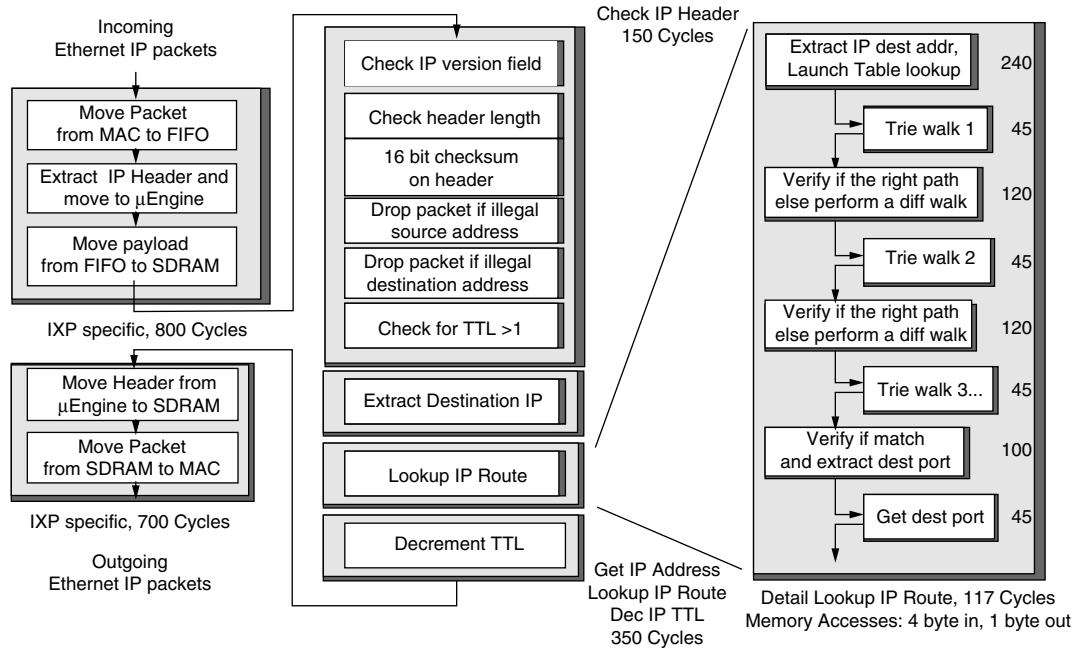 Incoming
Ethernet IP packets
Move Packet
from MAC to FIFO
Extract IP Header and
move to µEngine
Move payload
from FIFO to SDRAM
IXP specific, 800 Cycles
Move Header from
µEngine to SDRAM
Move Packet
from SDRAM to MAC
IXP specific, 700 Cycles
Outgoing
Ethernet IP packets
Check IP version field
Check header length
16 bit checksum
on header
Drop packet if illegal
source address
Drop packet if illegal
destination address
Check for TTL >1
Extract Destination IP
Lookup IP Route
Decrement TTL
Check IP Header
150 Cycles
Get IP Address
Lookup IP Route
Dec IP TTL
350 Cycles
Extract IP dest addr,
Launch Table lookup
240
Trie walk 1
45
Verify if the right path
else perform a diff walk
120
Trie walk 2
45
Verify if the right path
else perform a diff walk
120
Trie walk 3...
45
Verify if match
and extract dest port
100
Get dest port
45
Detail Lookup IP Route, 117 Cycles
Memory Accesses: 4 byte in, 1 byte out